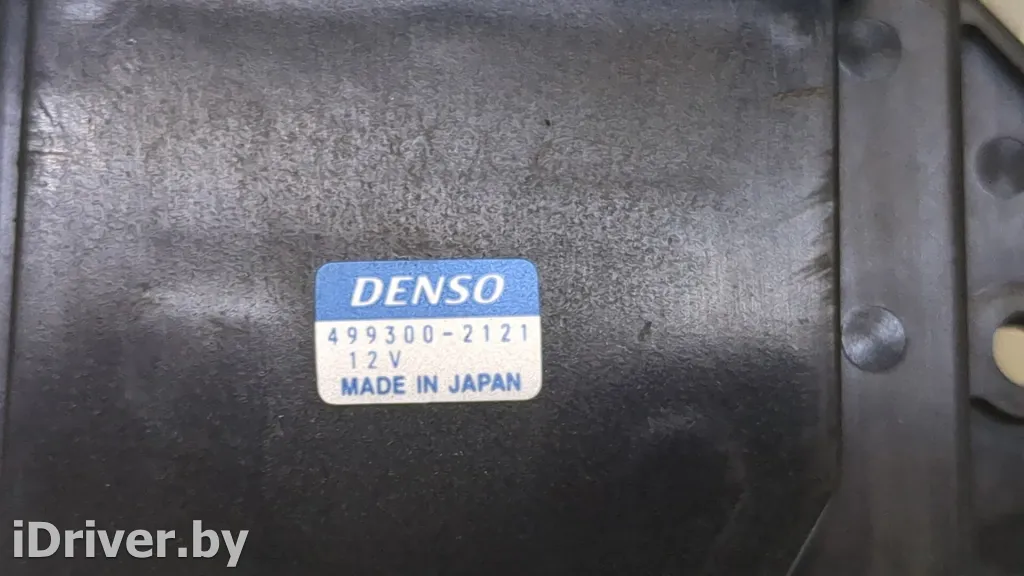 DENSO
499300-2121
12V
MADE IN JAPAN
iDriver.by